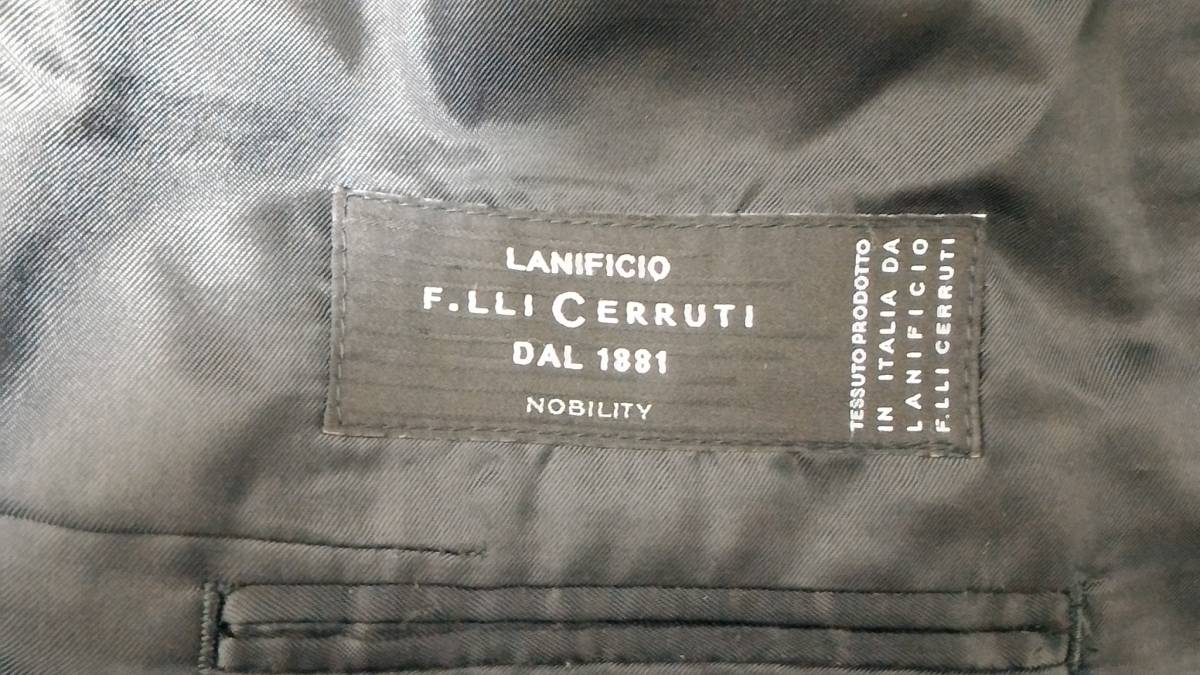 LANIFICIO
F.LLI CERRUTI
DAL 1881
NOBILITY
TESSUTO PRODOTTO
IN ITALIA DA
LANIFICIO
F.LLI CERRUTI